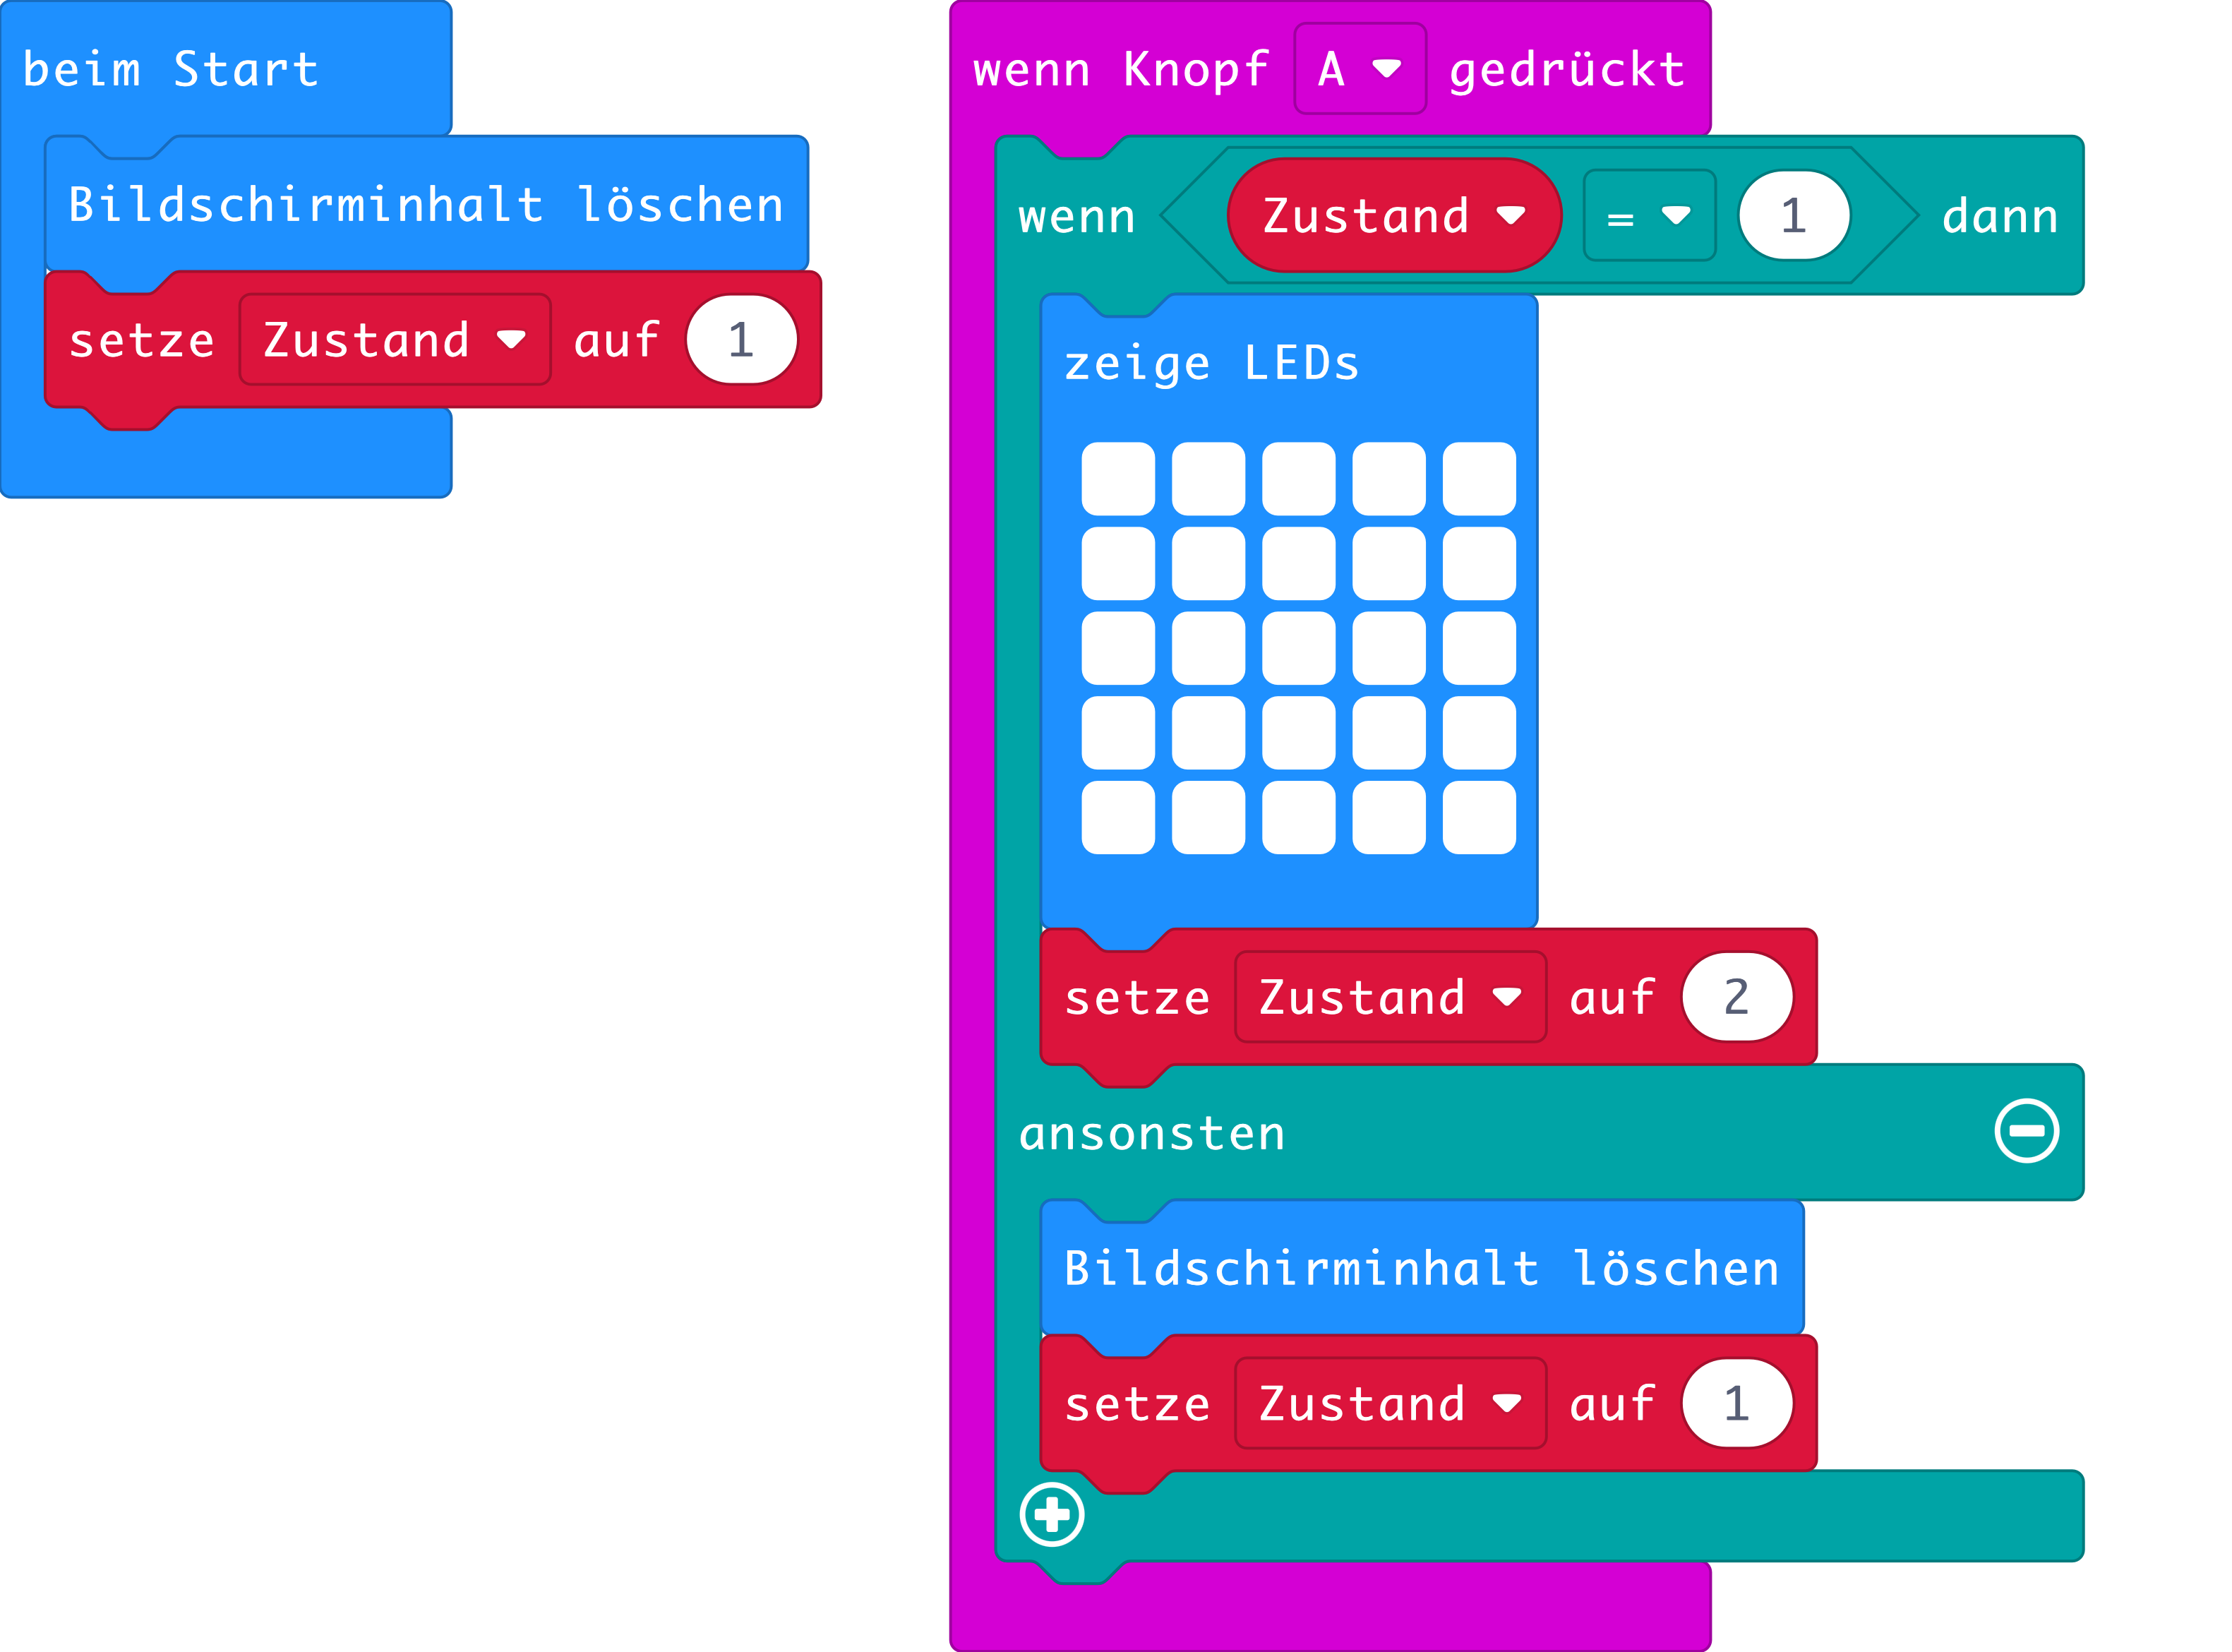 beim Start
Bildschirminhalt löschen
setze Zustand auf 1
wenn Knopf A gedrückt
wenn Zustand = 1 dann
zeige LEDs
setze Zustand auf 2
ansonsten
Bildschirminhalt löschen
setze Zustand auf 1